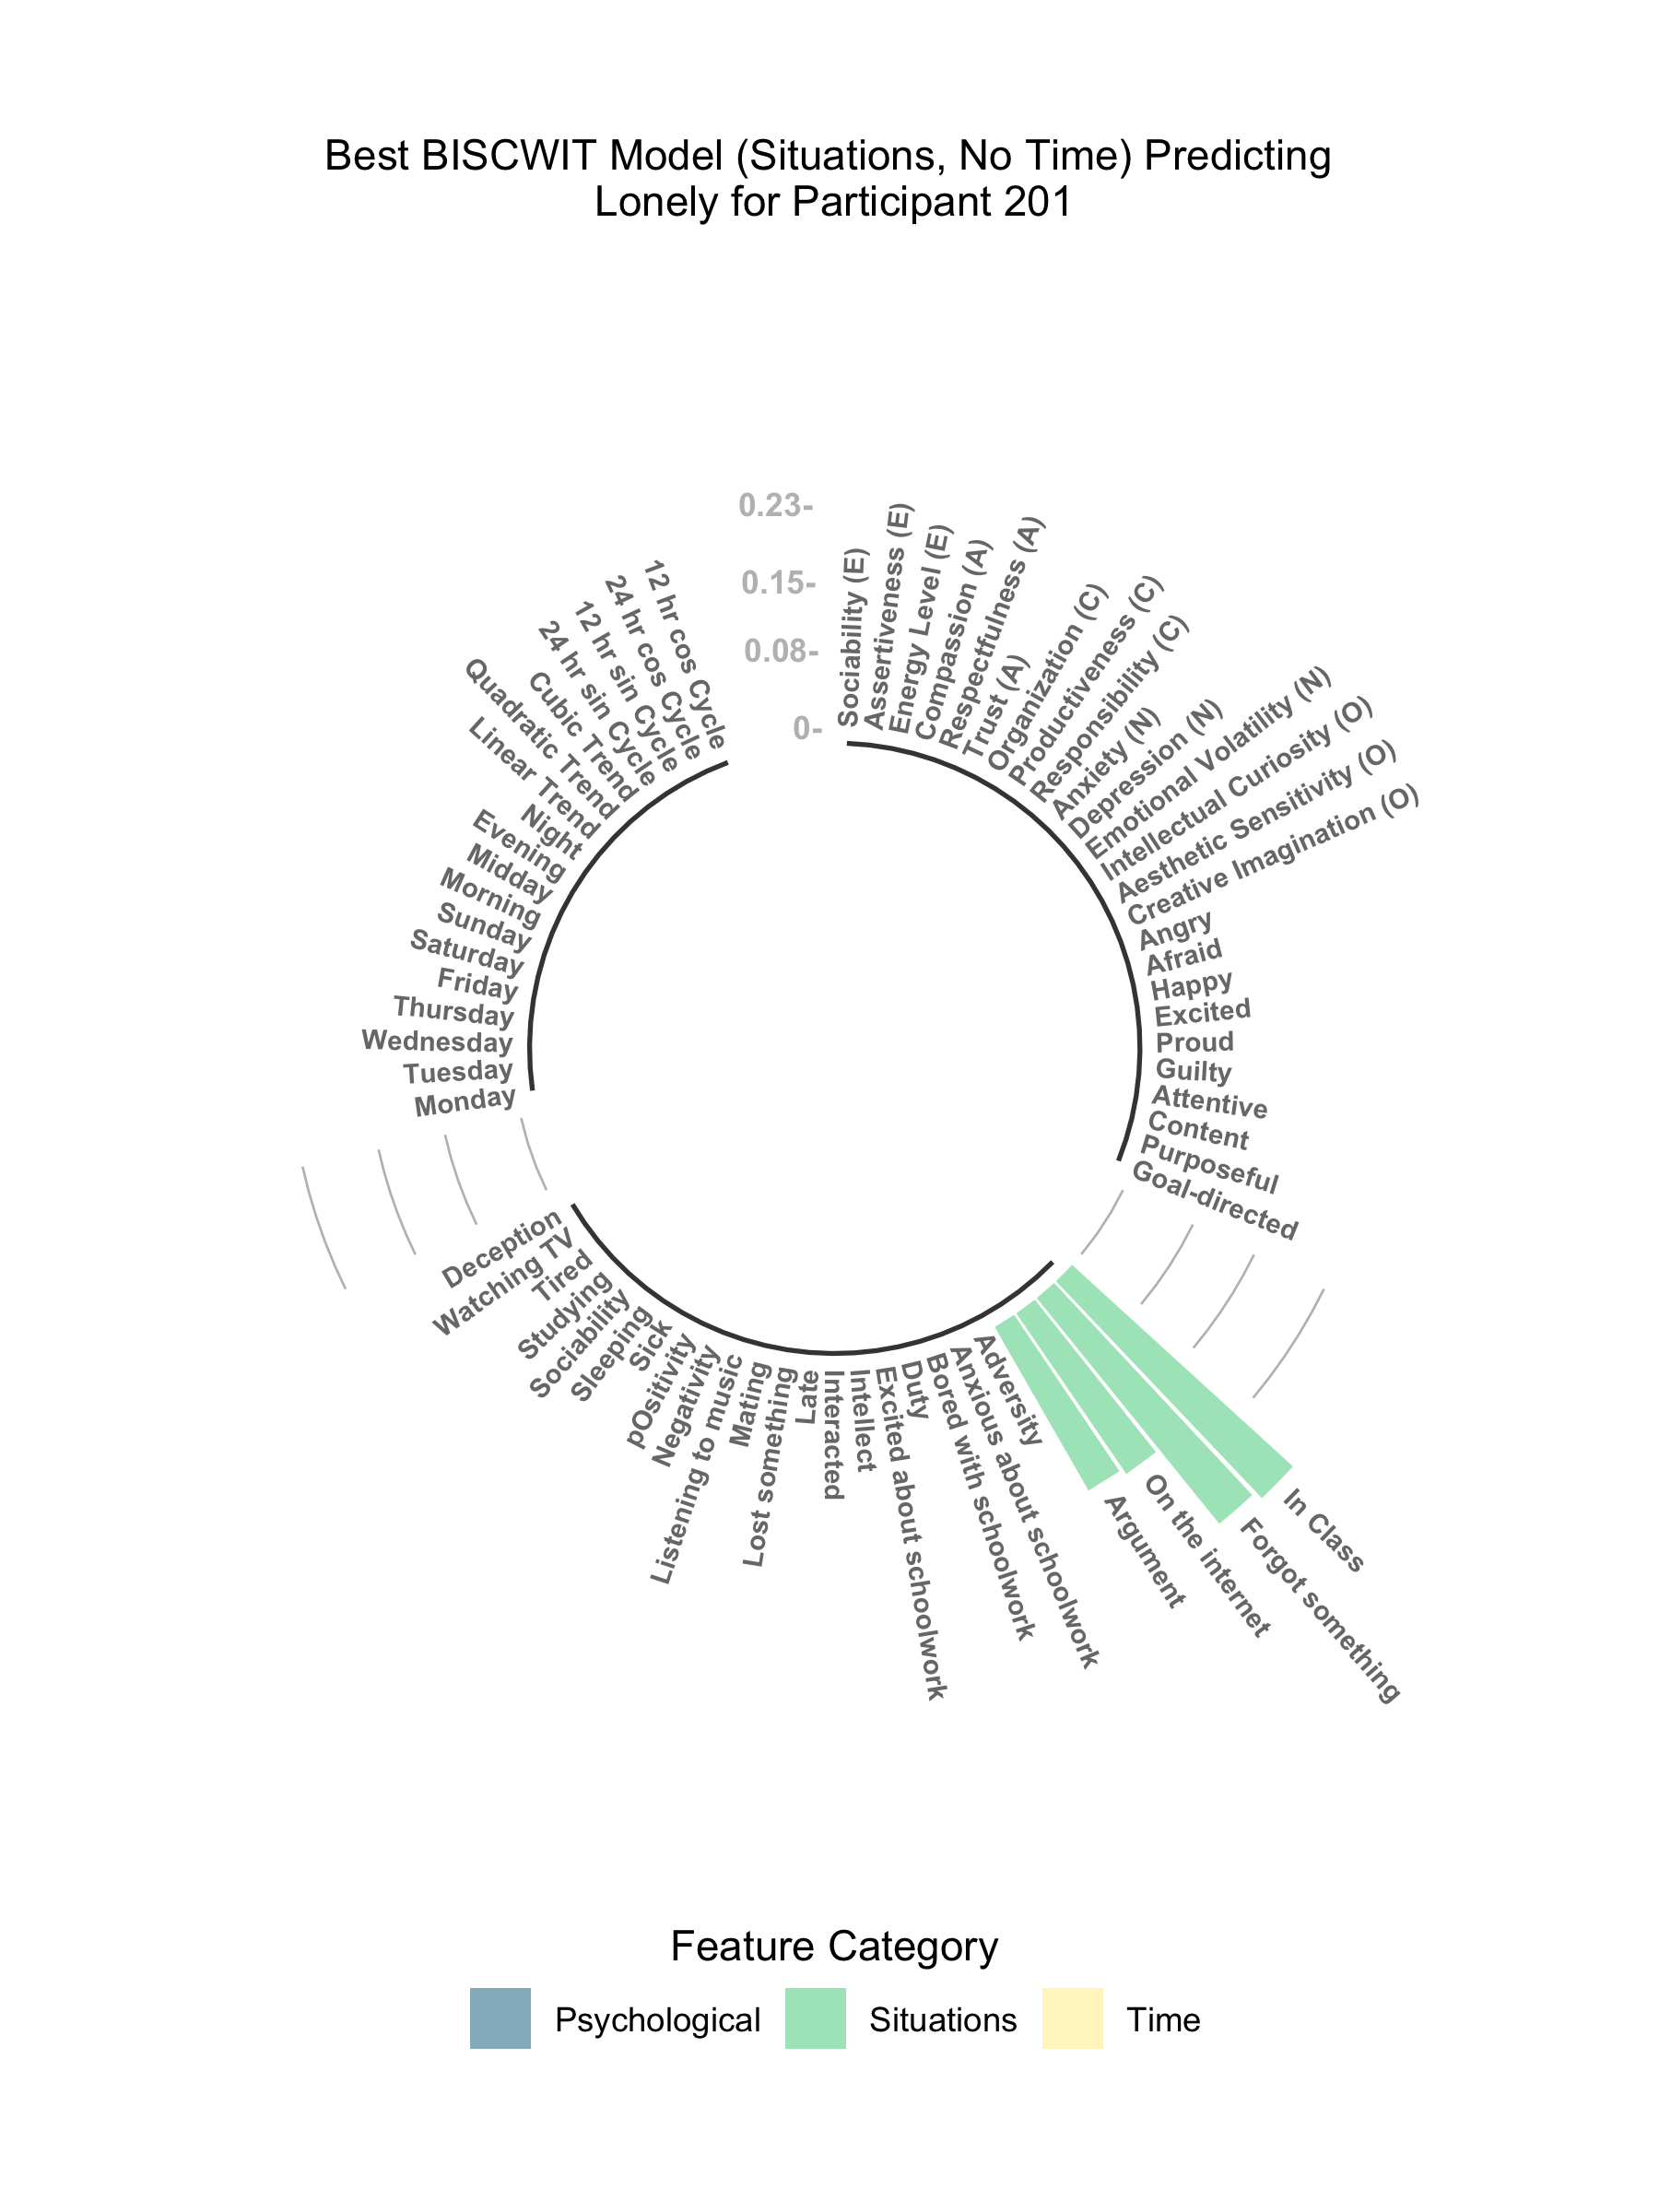 Best BISCWIT Model (Situations, No Time) Predicting
Lonely for Participant 201
0.23-
0.15-
0.08-
0-
Sociability (E)
Assertiveness (E)
Energy Level (E)
Compassion (A)
Respectfulness (A)
Trust (A)
Organization (C)
Productiveness (C)
Responsibility (C)
Anxiety (N)
Depression (N)
Emotional Volatility (N)
Intellectual Curiosity (O)
Aesthetic Sensitivity (O)
Creative Imagination (O)
Angry
Afraid
Happy
Excited
Proud
Guilty
Attentive
Content
Purposeful
Goal-directed
In Class
Forgot something
On the internet
Argument
Adversity
Anxious about schoolwork
Bored with schoolwork
Duty
Excited about schoolwork
Intellect
Interacted
Late
Lost something
Mating
Listening to music
Negativity
pOsitivity
Sick
Sleeping
Sociability
Studying
Tired
Watching TV
Deception
Monday
Tuesday
Wednesday
Thursday
Friday
Saturday
Sunday
Morning
Midday
Evening
Night
Linear Trend
Quadratic Trend
Cubic Trend
24 hr sin Cycle
12 hr sin Cycle
24 hr cos Cycle
12 hr cos Cycle
Feature Category
Psychological
Situations
Time